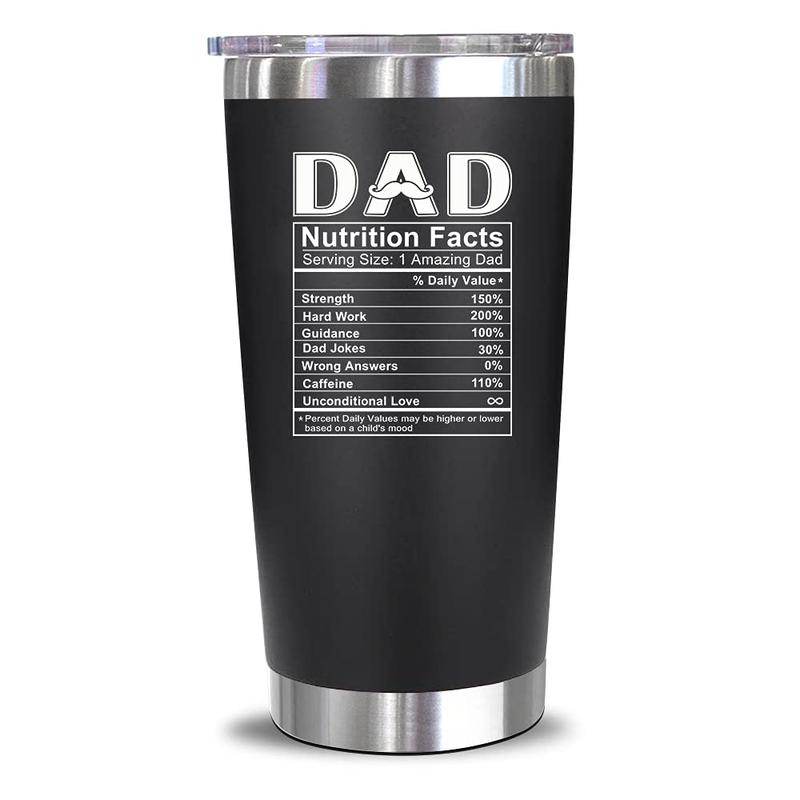 DAD
Nutrition Facts
Serving Size: 1 Amazing Dad
% Daily Value*
Strength 150%
Hard Work 200%
Guidance 100%
Dad Jokes 30%
Wrong Answers 0%
Caffeine 110%
Unconditional Love ∞
*Percent Daily Values may be higher or lower
based on a child's mood